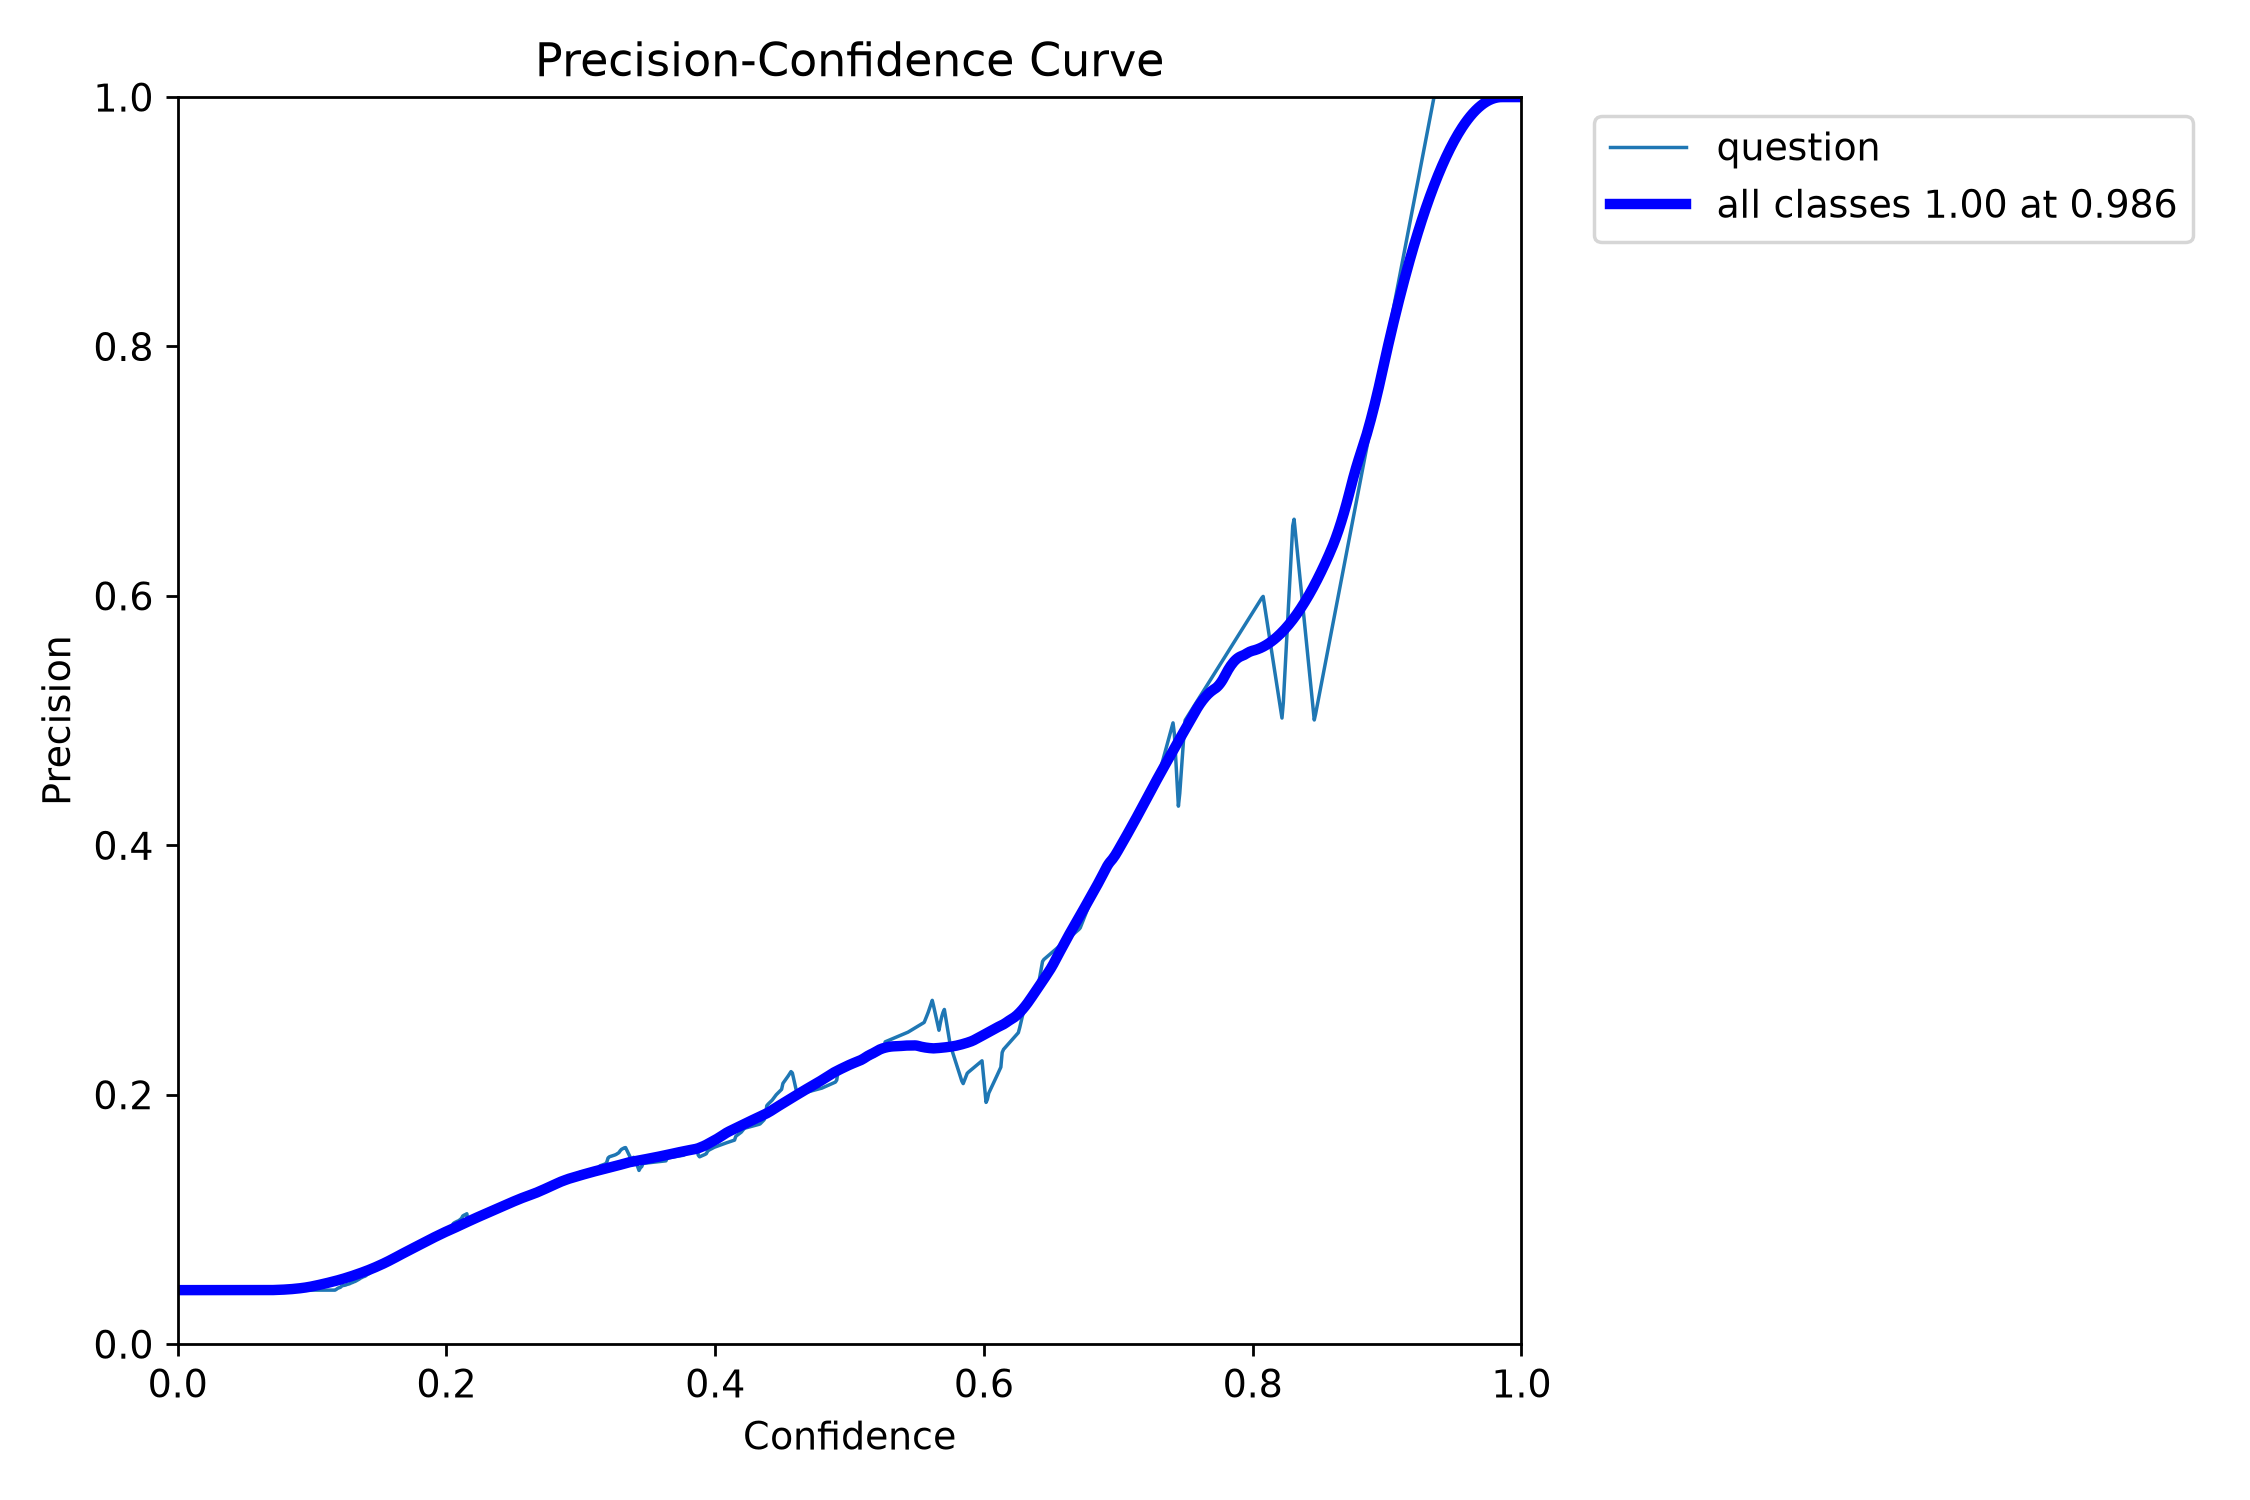 Precision-Confidence Curve
question
all classes 1.00 at 0.986
1.0
0.8
0.6
0.4
0.2
0.0
Precision
0.0 0.2 0.4 0.6 0.8 1.0
Confidence